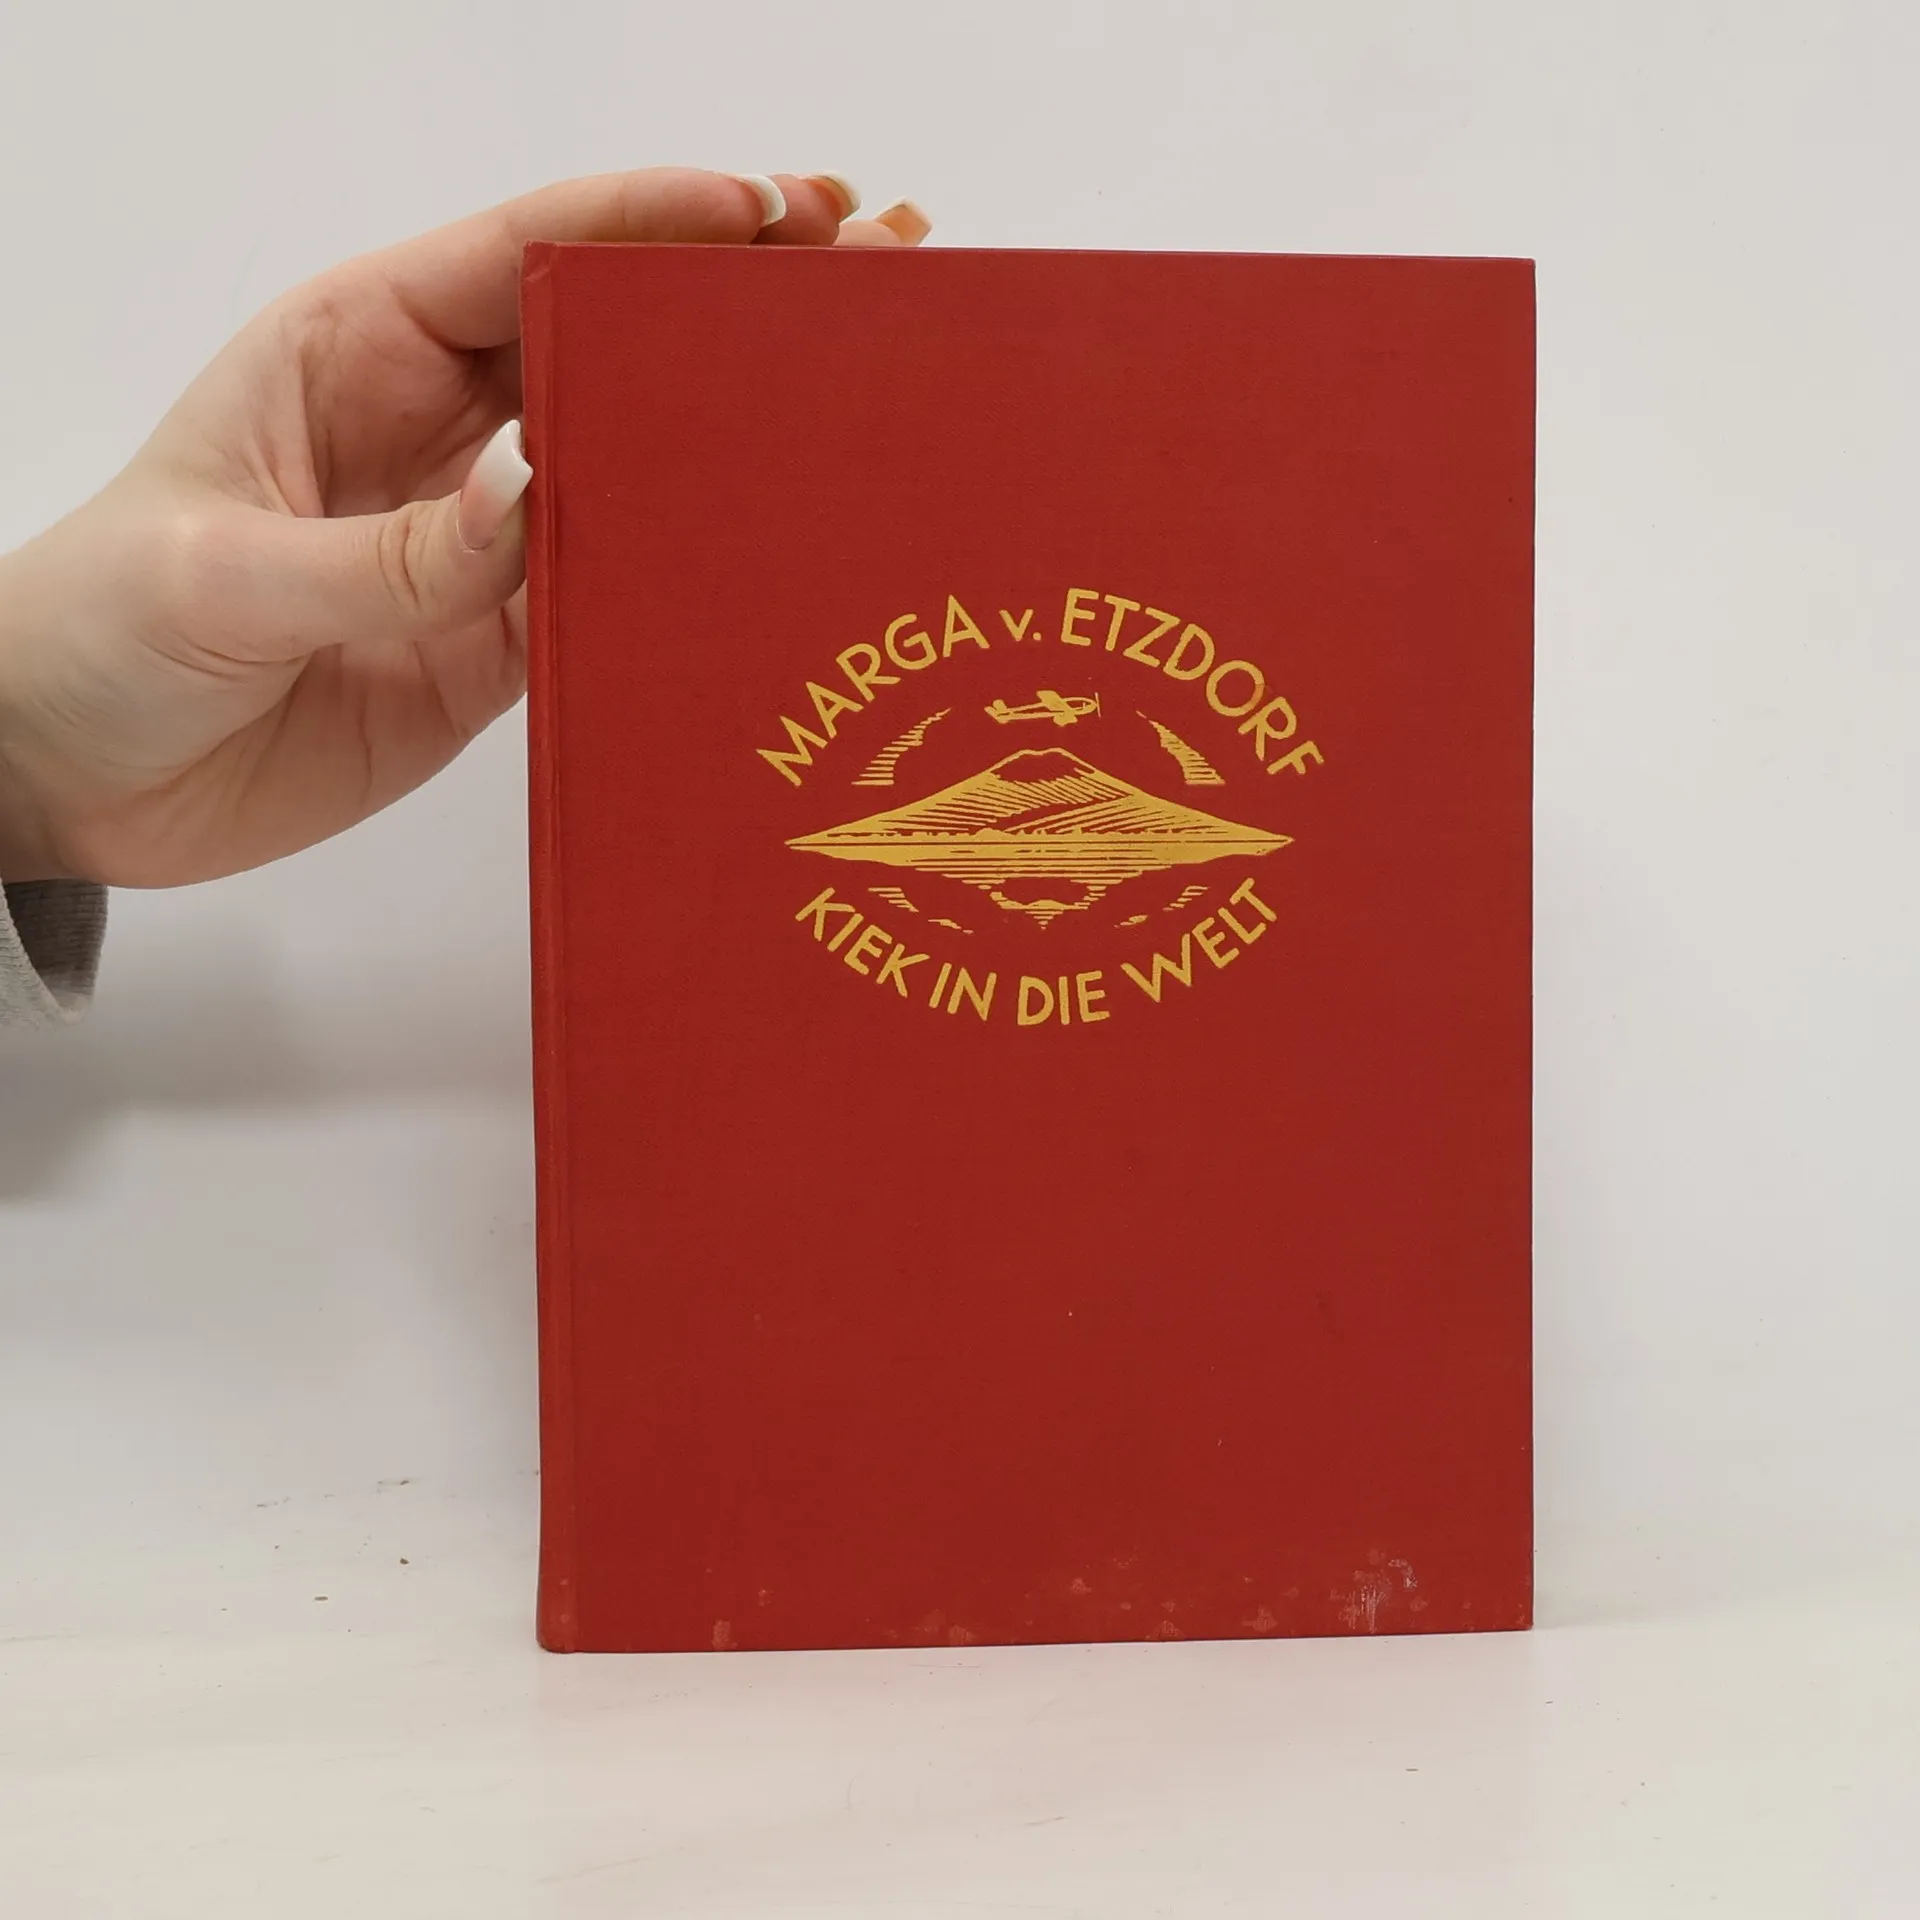 MARGA v. ETZDORF
KIEK IN DIE WELT